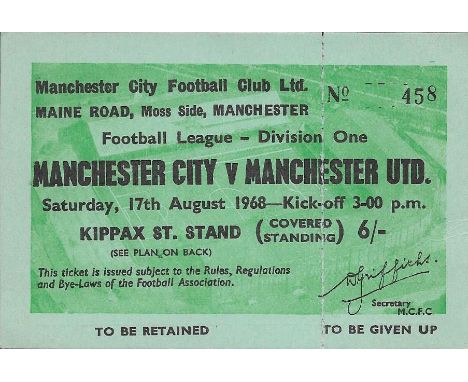 Manchester City Football Club Ltd.
MAINE ROAD, Moss Side, MANCHESTER
No 458
Football League - Division One
MANCHESTER CITY v MANCHESTER UTD.
Saturday, 17th August 1968—Kick-off 3-00 p.m.
KIPPAX ST. STAND (COVERED STANDING) 6/-
(SEE PLAN ON BACK)
This ticket is issued subject to the Rules, Regulations
and Bye-Laws of the Football Association.
Secretary
M.C.F.C
TO BE RETAINED TO BE GIVEN UP